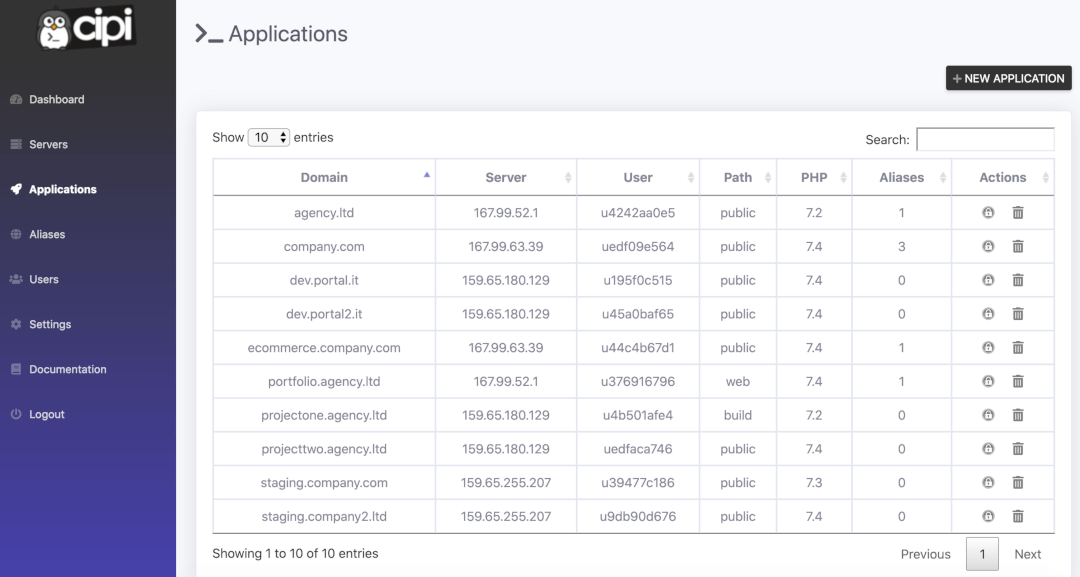 cipi
Dashboard
Servers
Applications
Aliases
Users
Settings
Documentation
Logout
>_ Applications
+ NEW APPLICATION
Show 10 entries
Search:
Domain Server User Path PHP Aliases Actions
agency.ltd 167.99.52.1 u4242aa0e5 public 7.2 1
company.com 167.99.63.39 uedf09e564 public 7.4 3
dev.portal.it 159.65.180.129 u195f0c515 public 7.4 0
dev.portal2.it 159.65.180.129 u45a0baf65 public 7.4 0
ecommerce.company.com 167.99.63.39 u44c4b67d1 public 7.4 1
portfolio.agency.ltd 167.99.52.1 u376916796 web 7.4 1
projectone.agency.ltd 159.65.180.129 u4b501afe4 build 7.2 0
projecttwo.agency.ltd 159.65.180.129 uedfaca746 public 7.4 0
staging.company.com 159.65.255.207 u39477c186 public 7.3 0
staging.company2.ltd 159.65.255.207 u9db90d676 public 7.4 0
Showing 1 to 10 of 10 entries
Previous 1 Next